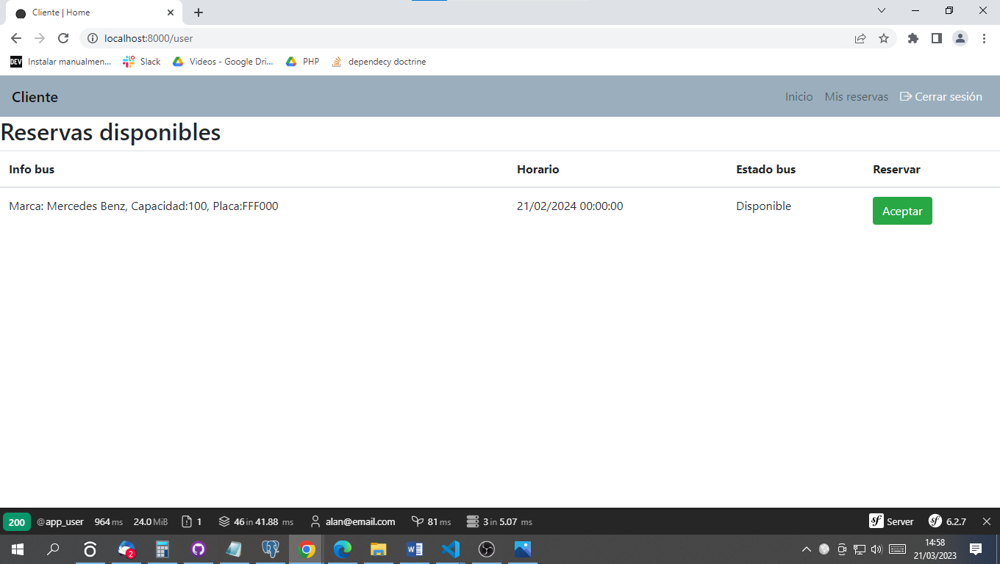 Cliente | Home
localhost:8000/user
DEV Instalar manualmen... Slack Videos - Google Dri... PHP dependecy doctrine
Cliente Inicio Mis reservas Cerrar sesión
Reservas disponibles
Info bus Horario Estado bus Reservar
Marca: Mercedes Benz, Capacidad:100, Placa:FFF000 21/02/2024 00:00:00 Disponible Aceptar
200 @app_user 964 ms 24.0 MiB 1 46 in 41.88 ms alan@email.com 81 ms 3 in 5.07 ms sf Server sf 6.2.7
2 14:58
21/03/2023